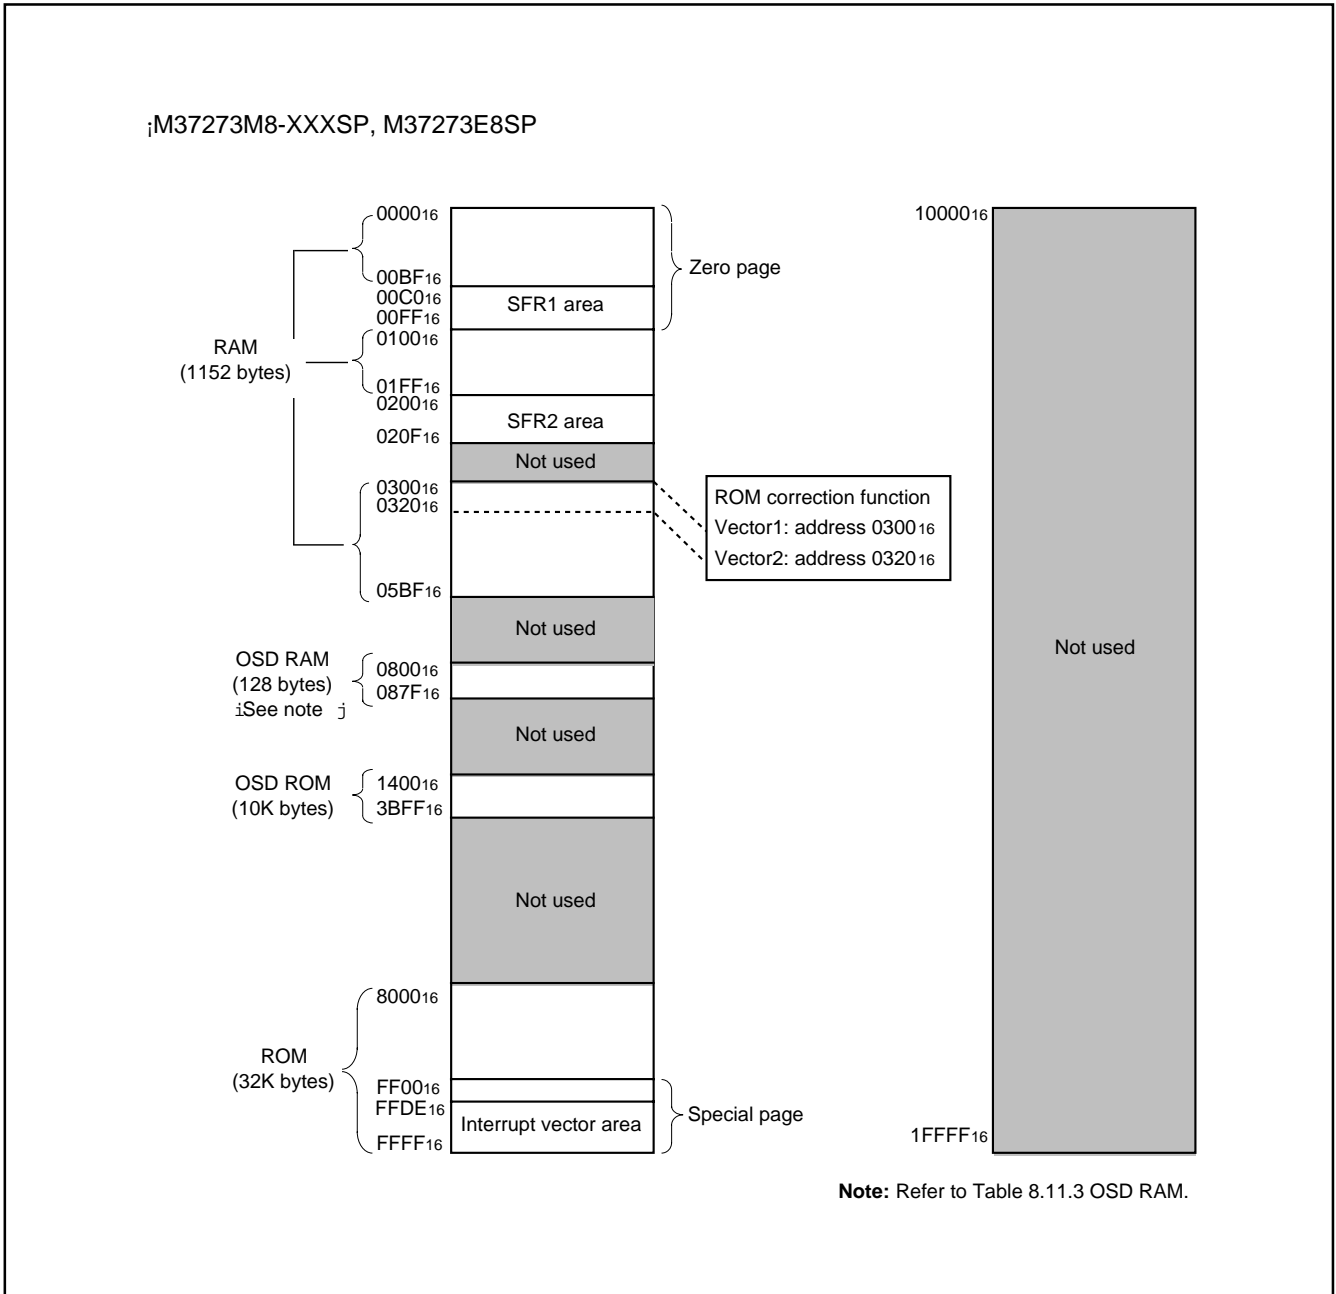 ¡M37273M8-XXXSP, M37273E8SP
000016
00BF16
00C016
00FF16
010016
01FF16
020016
020F16
030016
032016
05BF16
080016
087F16
140016
3BFF16
800016
FF0016
FFDE16
FFFF16
RAM
(1152 bytes)
OSD RAM
(128 bytes)
iSee note j
OSD ROM
(10K bytes)
ROM
(32K bytes)
SFR1 area
SFR2 area
Not used
Not used
Not used
Not used
Interrupt vector area
Zero page
ROM correction function
Vector1: address 030016
Vector2: address 032016
Special page
1000016
Not used
1FFFF16
Note: Refer to Table 8.11.3 OSD RAM.